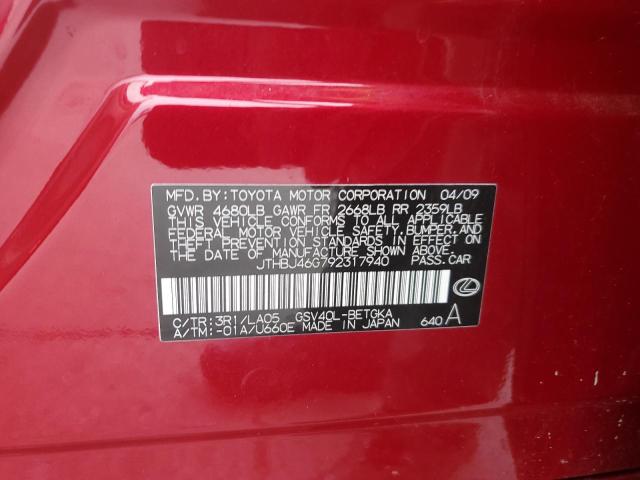 MFD. BY: TOYOTA MOTOR CORPORATION 04/09
GVWR 4680LB GAWR FR 2668LB RR 2359LB
THIS VEHICLE CONFORMS TO ALL APPLICABLE
FEDERAL MOTOR VEHICLE SAFETY, BUMPER, AND
THEFT PREVENTION STANDARDS IN EFFECT ON
THE DATE OF MANUFACTURE SHOWN ABOVE.
JTHBJ46G792317940 PASS.CAR
C/TR:3R1/LA05 GSV40L-BETGKA
A/TM:-01A/U660E MADE IN JAPAN 640 A